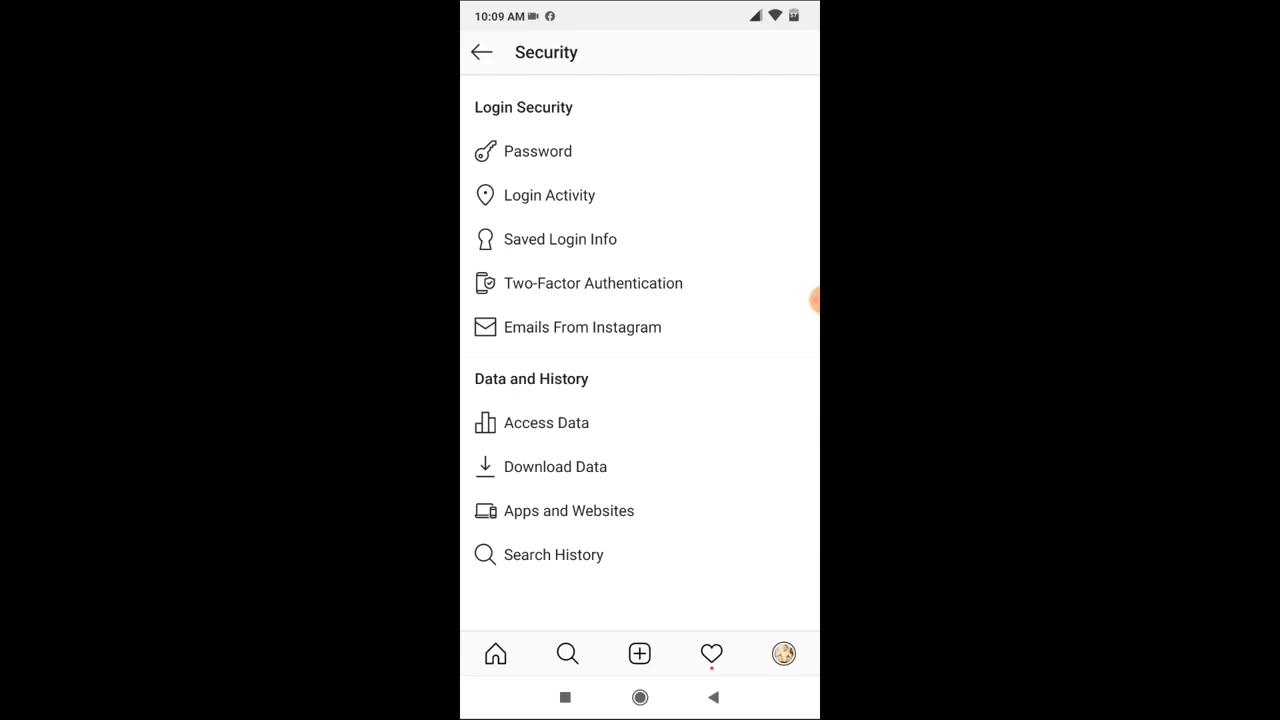 10:09 AM
Security
Login Security
Password
Login Activity
Saved Login Info
Two-Factor Authentication
Emails From Instagram
Data and History
Access Data
Download Data
Apps and Websites
Search History